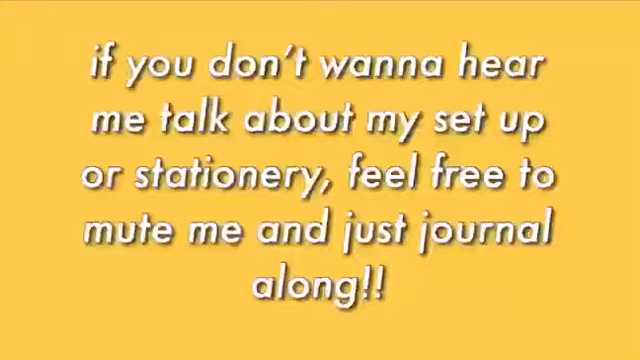 if you don't wanna hear
me talk about my set up
or stationery, feel free to
mute me and just journal
along!!